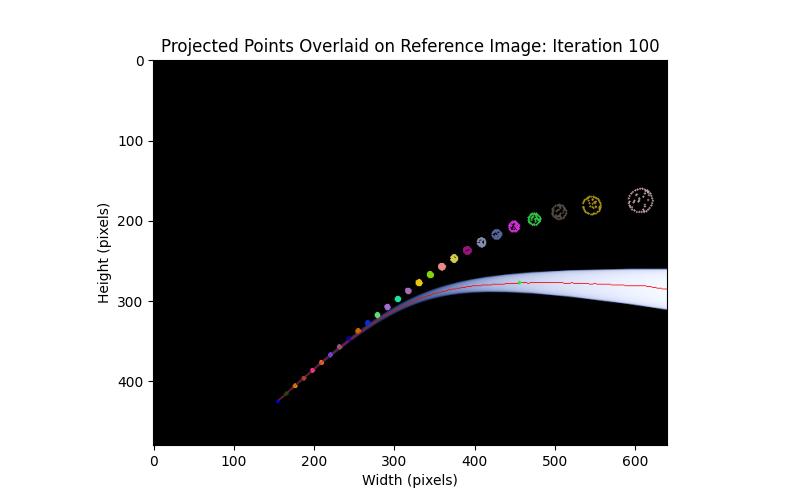 Projected Points Overlaid on Reference Image: Iteration 100
0
100
200
300
400
Height (pixels)
0 100 200 300 400 500 600
Width (pixels)